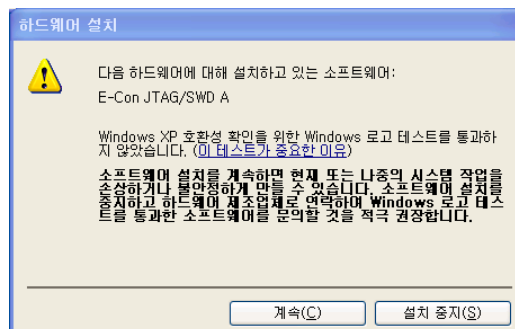 하드웨어 설치
다음 하드웨어에 대해 설치하고 있는 소프트웨어:
E-Con JTAG/SWD A
Windows XP 호환성 확인을 위한 Windows 로고 테스트를 통과하
지 않았습니다. (이 테스트가 중요한 이유)
소프트웨어 설치를 계속하면 현재 또는 나중의 시스템 작업을
손상하거나 불안정하게 만들 수 있습니다. 소프트웨어 설치를
중지하고 하드웨어 제조업체로 연락하여 Windows 로고 테스
트를 통과한 소프트웨어를 문의할 것을 적극 권장합니다.
계속(C) 설치 중지(S)